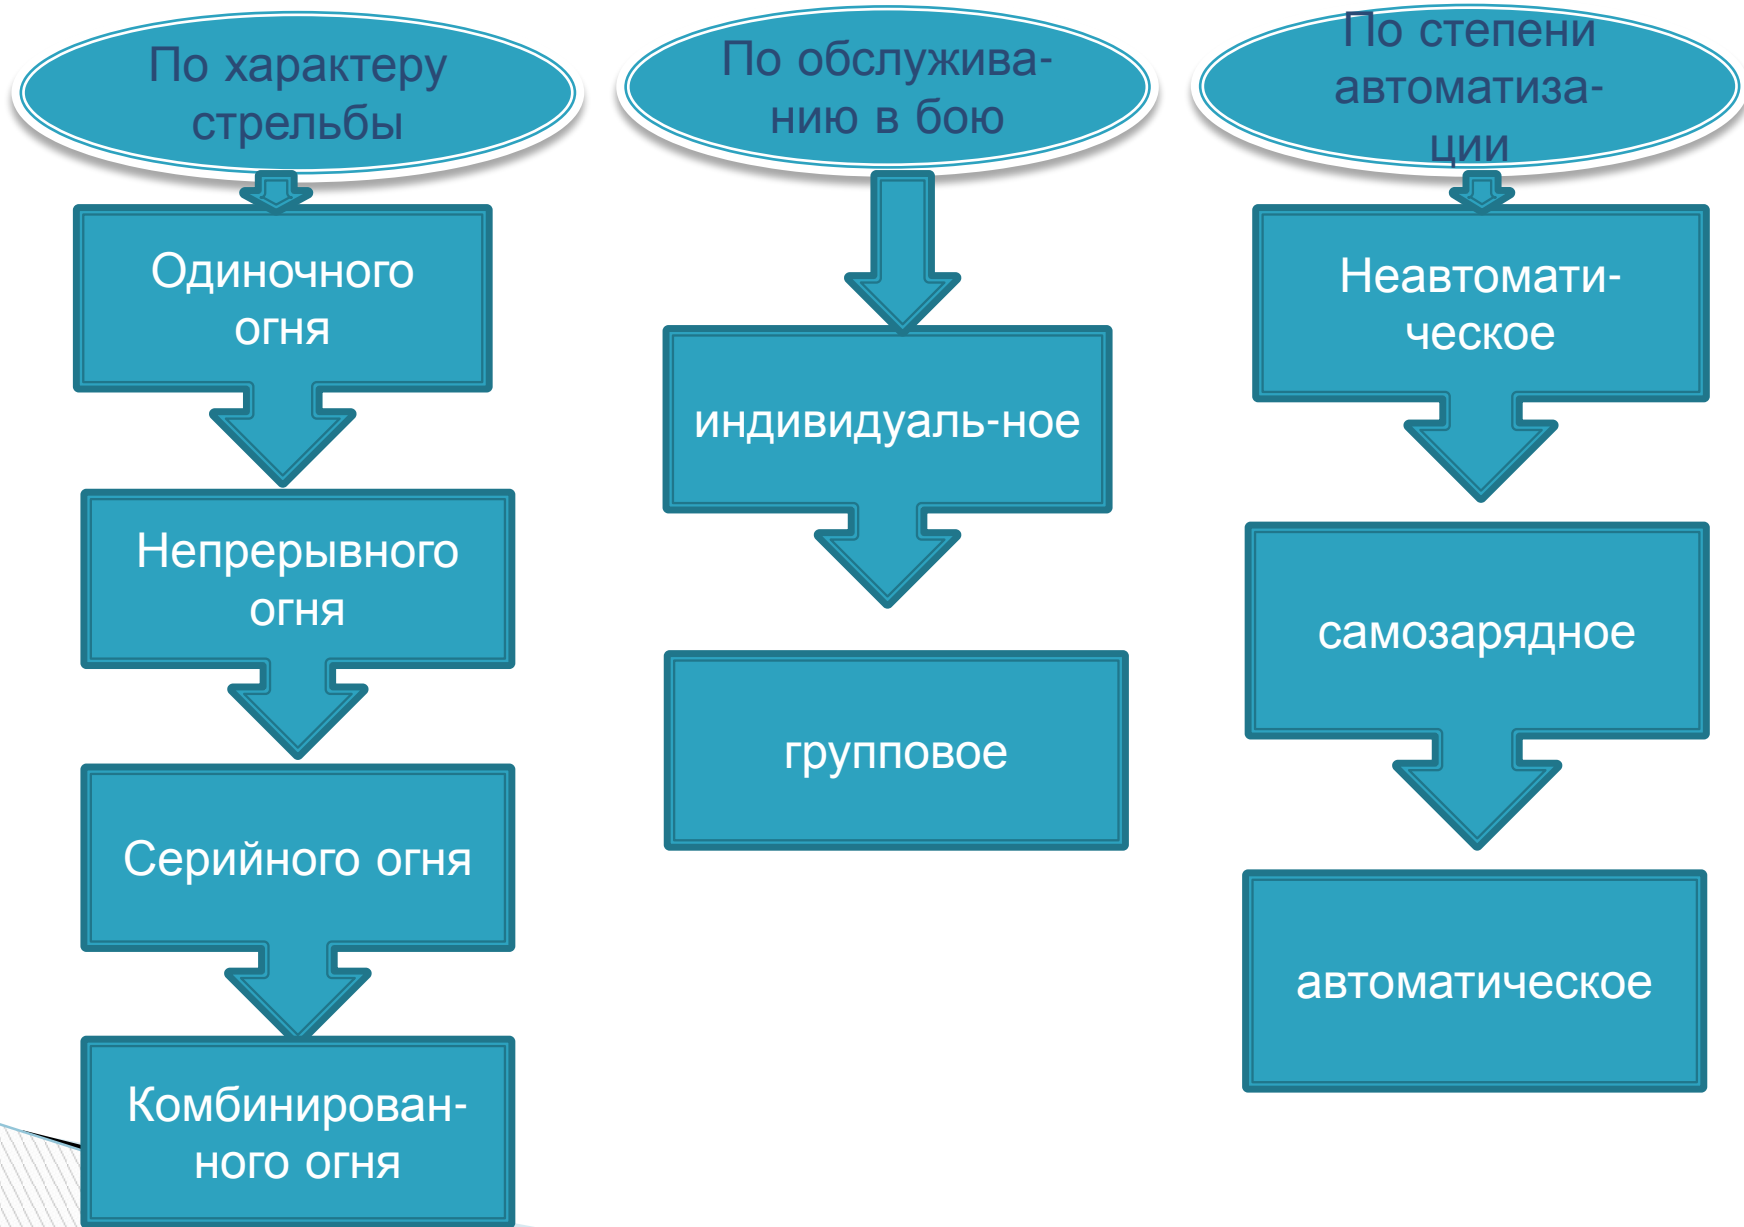 По характеру
стрельбы
Одиночного
огня
Непрерывного
огня
Серийного огня
Комбинирован-
ного огня
По обслужива-
нию в бою
индивидуаль-ное
групповое
По степени
автоматиза-
ции
Неавтомати-
ческое
самозарядное
автоматическое